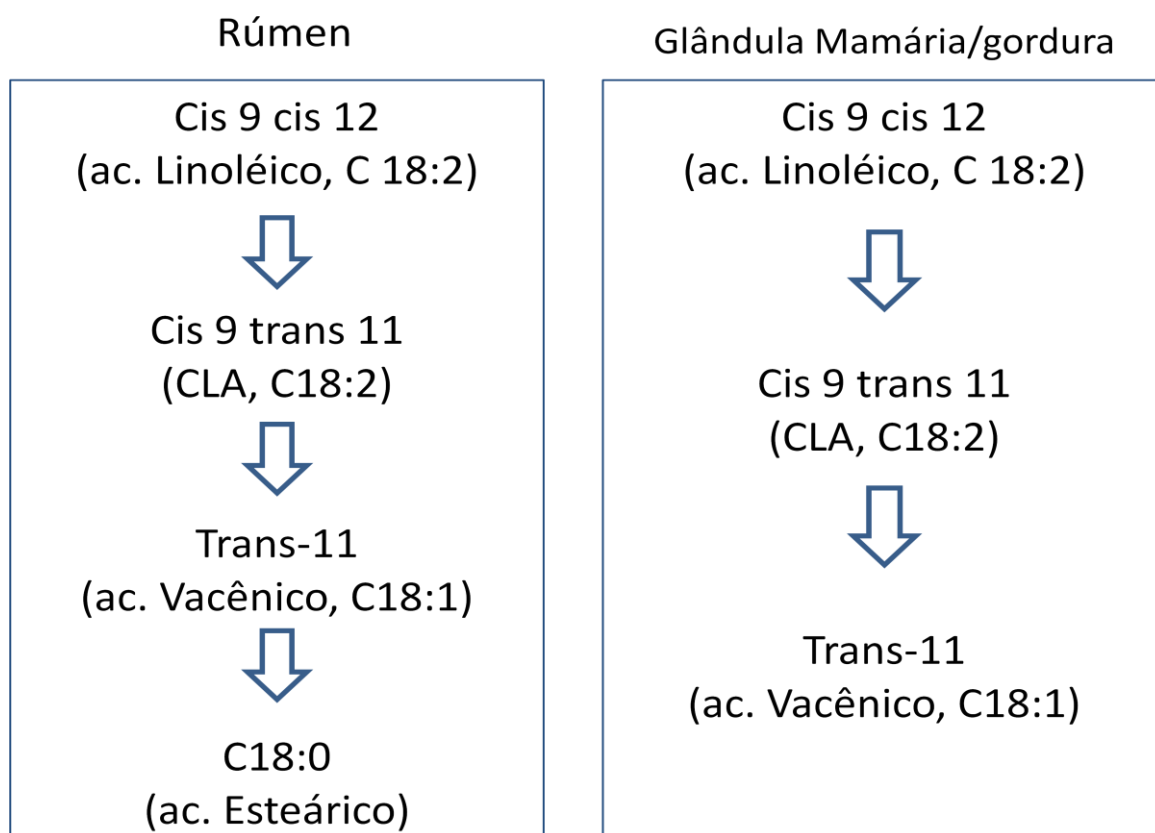 Rúmen
Cis 9 cis 12
(ac. Linoléico, C 18:2)
Cis 9 trans 11
(CLA, C18:2)
Trans-11
(ac. Vacênico, C18:1)
C18:0
(ac. Esteárico)
Glândula Mamária/gordura
Cis 9 cis 12
(ac. Linoléico, C 18:2)
Cis 9 trans 11
(CLA, C18:2)
Trans-11
(ac. Vacênico, C18:1)